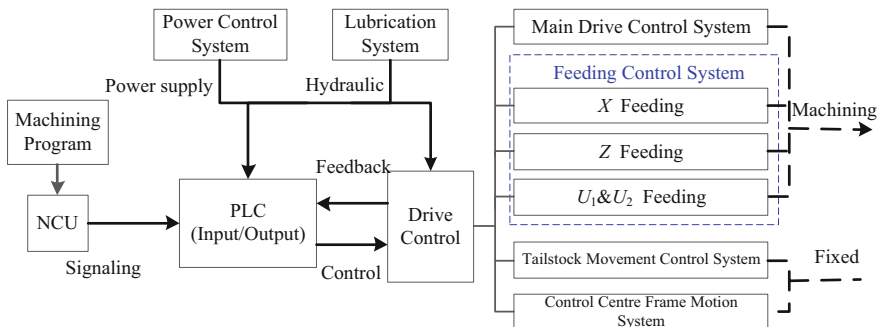 Power Control
System
Lubrication
System
Main Drive Control System
Power supply
Hydraulic
Feeding Control System
X Feeding
Machining
Machining
Program
Z Feeding
Feedback
U₁&U₂ Feeding
NCU
PLC
(Input/Output)
Drive
Control
Signaling
Control
Tailstock Movement Control System
Fixed
Control Centre Frame Motion
System